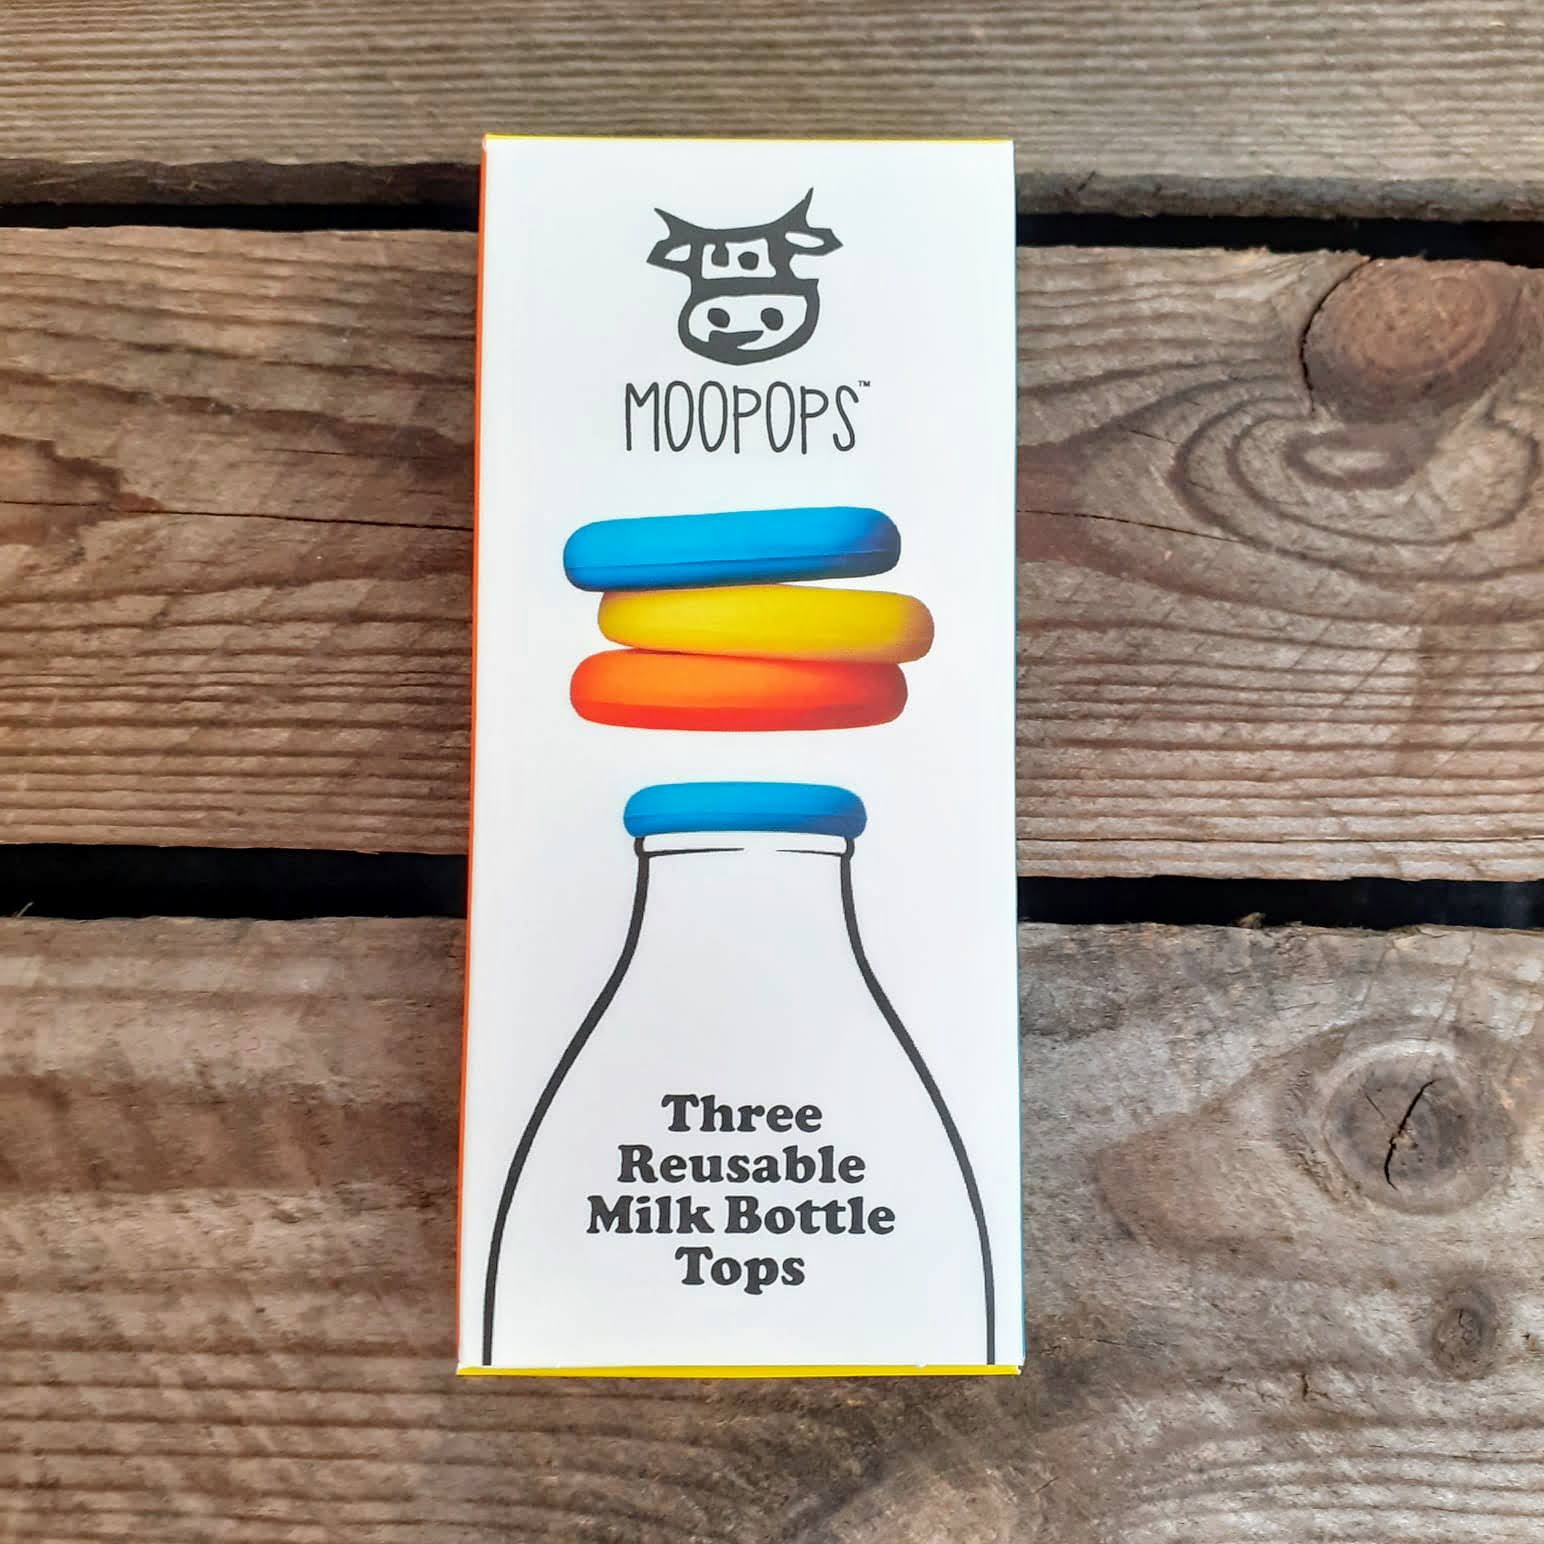 MOOPOPS™
Three
Reusable
Milk Bottle
Tops